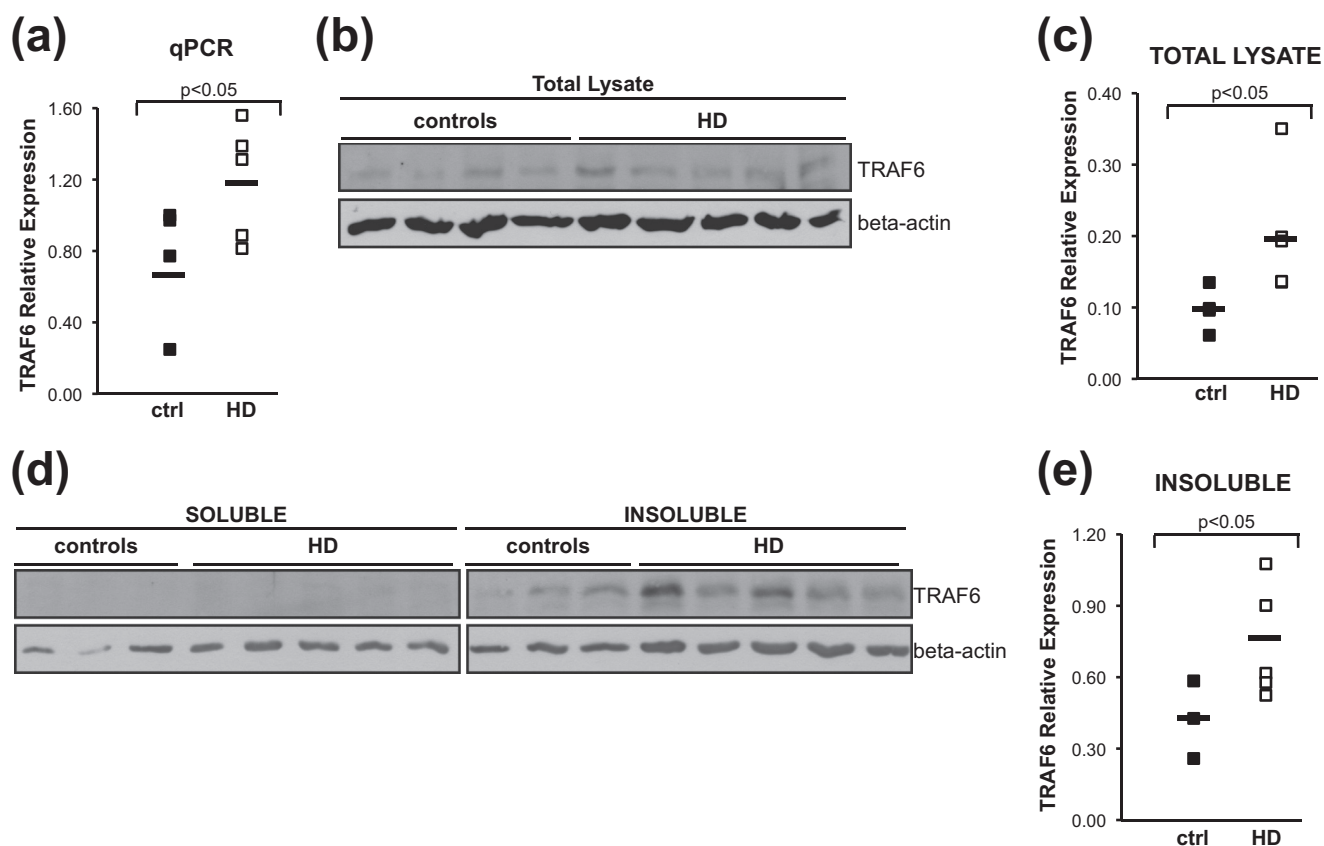 (a)
qPCR
p<0.05
TRAF6 Relative Expression
1.60
1.20
0.80
0.40
0.00
ctrl HD
(b)
Total Lysate
controls HD
TRAF6
beta-actin
(c)
TOTAL LYSATE
p<0.05
TRAF6 Relative Expression
0.40
0.30
0.20
0.10
0.00
ctrl HD
(d)
SOLUBLE INSOLUBLE
controls HD controls HD
TRAF6
beta-actin
(e)
INSOLUBLE
p<0.05
TRAF6 Relative Expression
1.20
0.90
0.60
0.30
0.00
ctrl HD